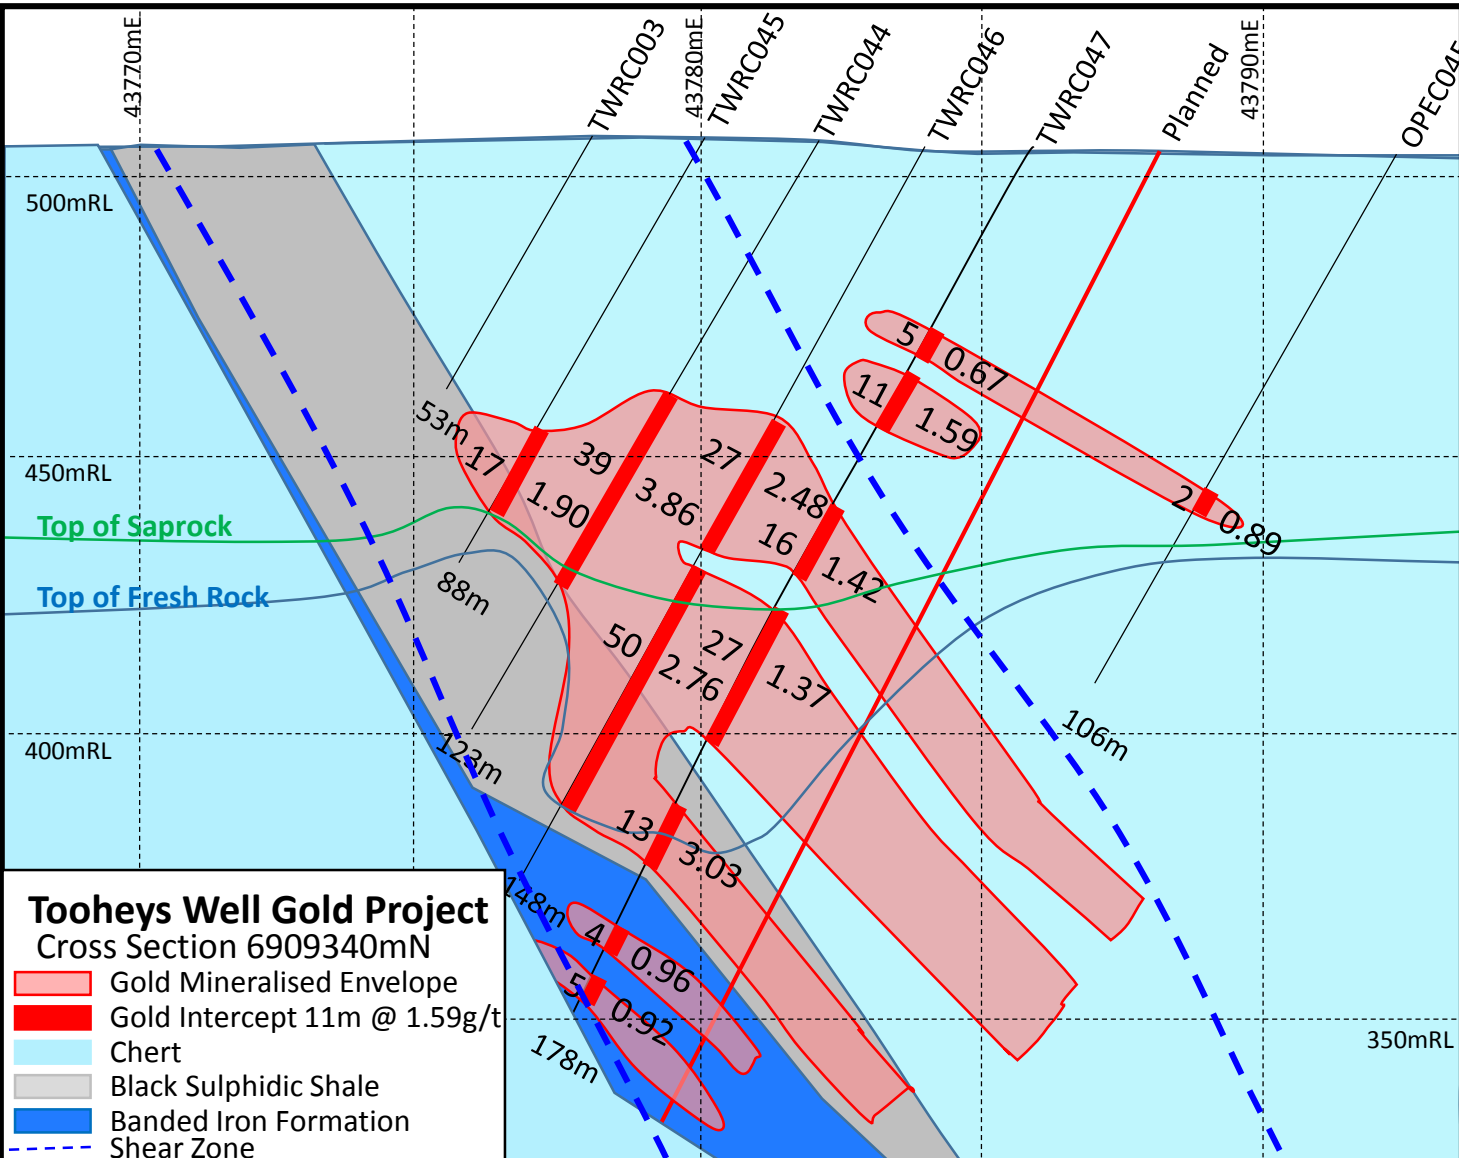 43770mE
TWRC003
43780mE
TWRC045
TWRC044
TWRC046
TWRC047
Planned
43790mE
OPEC045
500mRL
5
0.67
11
1.59
53m
17
1.90
39
3.86
27
2.48
450mRL
2
0.89
Top of Saprock
16
1.42
88m
Top of Fresh Rock
50
2.76
27
1.37
400mRL
123m
106m
13
3.03
148m
4
0.96
5
0.92
178m
350mRL
Tooheys Well Gold Project
Cross Section 6909340mN
Gold Mineralised Envelope
Gold Intercept 11m @ 1.59g/t
Chert
Black Sulphidic Shale
Banded Iron Formation
Shear Zone